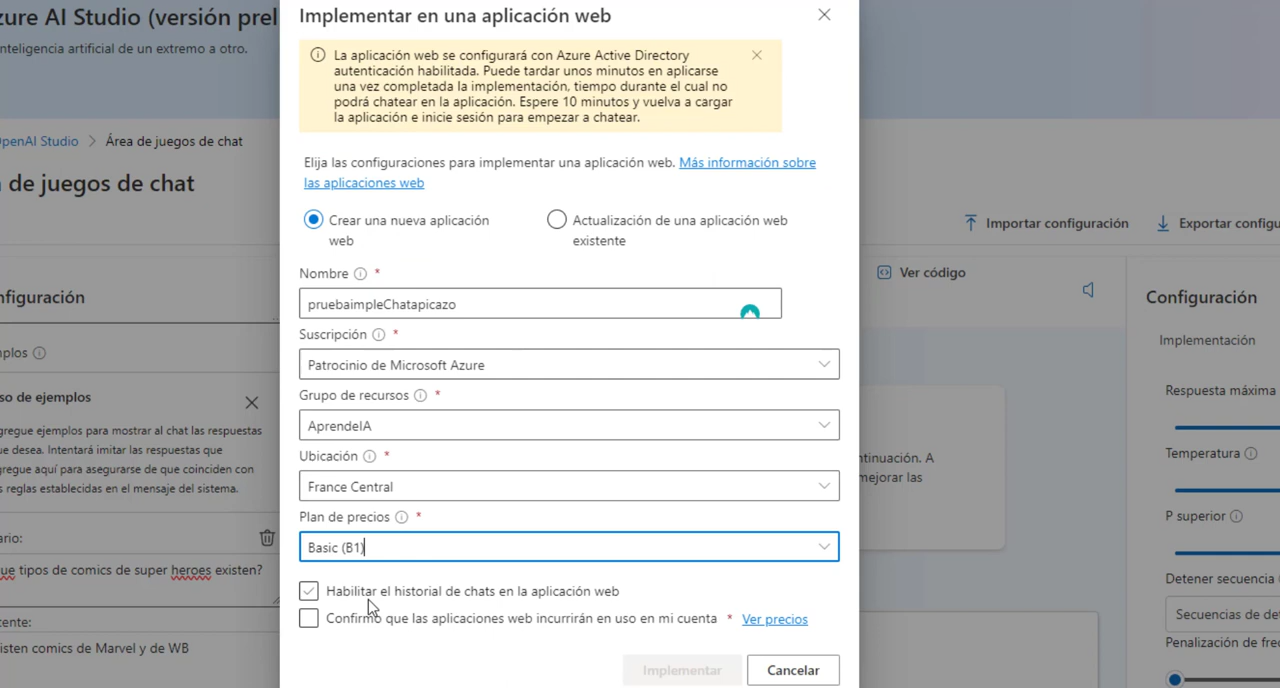 zure AI Studio (versión prel
nteligencia artificial de un extremo a otro.
penAI Studio > Área de juegos de chat
de juegos de chat
Importar configuración
Exportar configu
nfiguración
plos
so de ejemplos
gregue ejemplos para mostrar al chat las respuestas
ue desea. Intentará imitar las respuestas que
gregue aquí para asegurarse de que coinciden con
s reglas establecidas en el mensaje del sistema.
ario:
ue tipos de comics de super heroes existen?
tente:
isten comics de Marvel y de WB
Implementar en una aplicación web
La aplicación web se configurará con Azure Active Directory
autenticación habilitada. Puede tardar unos minutos en aplicarse
una vez completada la implementación, tiempo durante el cual no
podrá chatear en la aplicación. Espere 10 minutos y vuelva a cargar
la aplicación e inicie sesión para empezar a chatear.
Elija las configuraciones para implementar una aplicación web. Más información sobre
las aplicaciones web
Crear una nueva aplicación
web
Actualización de una aplicación web
existente
Nombre *
pruebaimpleChatapicazo
Suscripción *
Patrocinio de Microsoft Azure
Grupo de recursos *
AprendeIA
Ubicación *
France Central
Plan de precios *
Basic (B1)
Habilitar el historial de chats en la aplicación web
Confirmo que las aplicaciones web incurrirán en uso en mi cuenta * Ver precios
Implementar
Cancelar
Ver código
ntinuación. A
mejorar las
Configuración
Implementación
Respuesta máxima
Temperatura
P superior
Detener secuencia
Secuencias de det
Penalización de frec